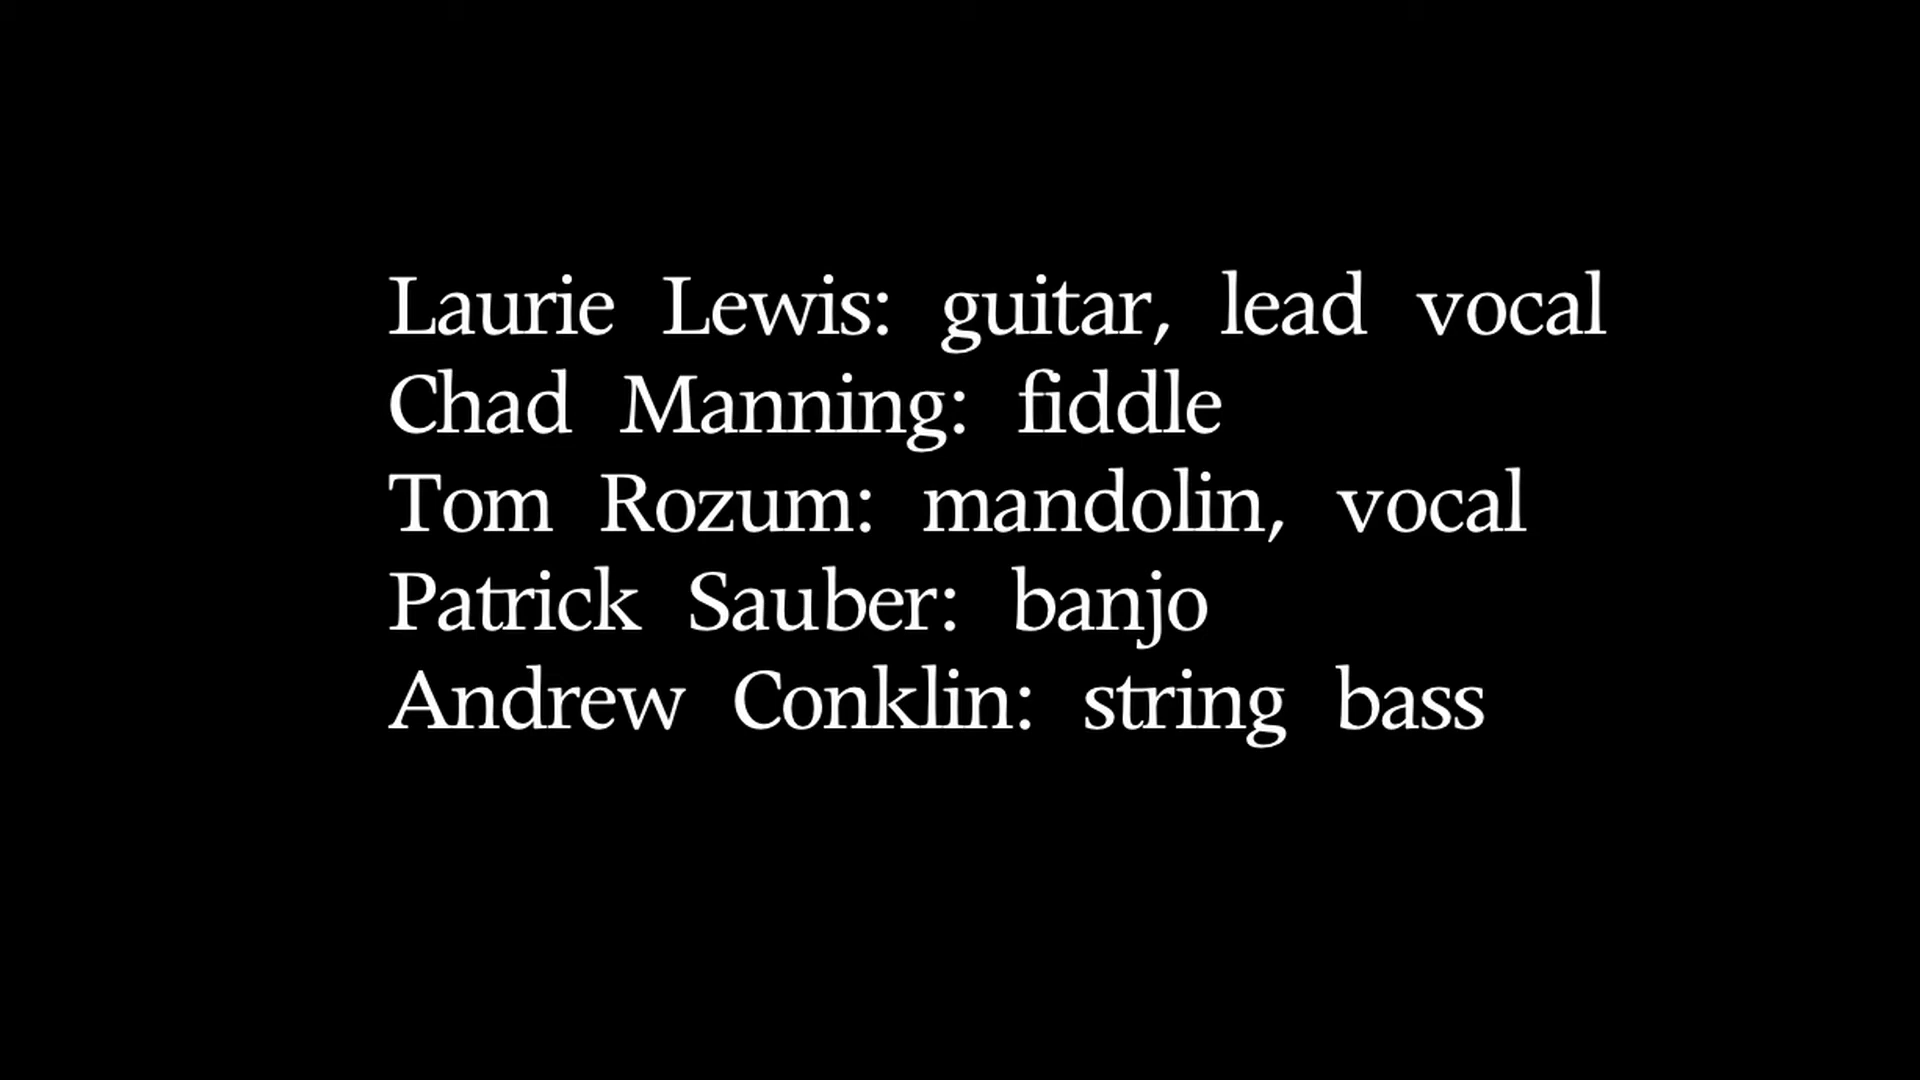 Laurie Lewis: guitar, lead vocal
Chad Manning: fiddle
Tom Rozum: mandolin, vocal
Patrick Sauber: banjo
Andrew Conklin: string bass